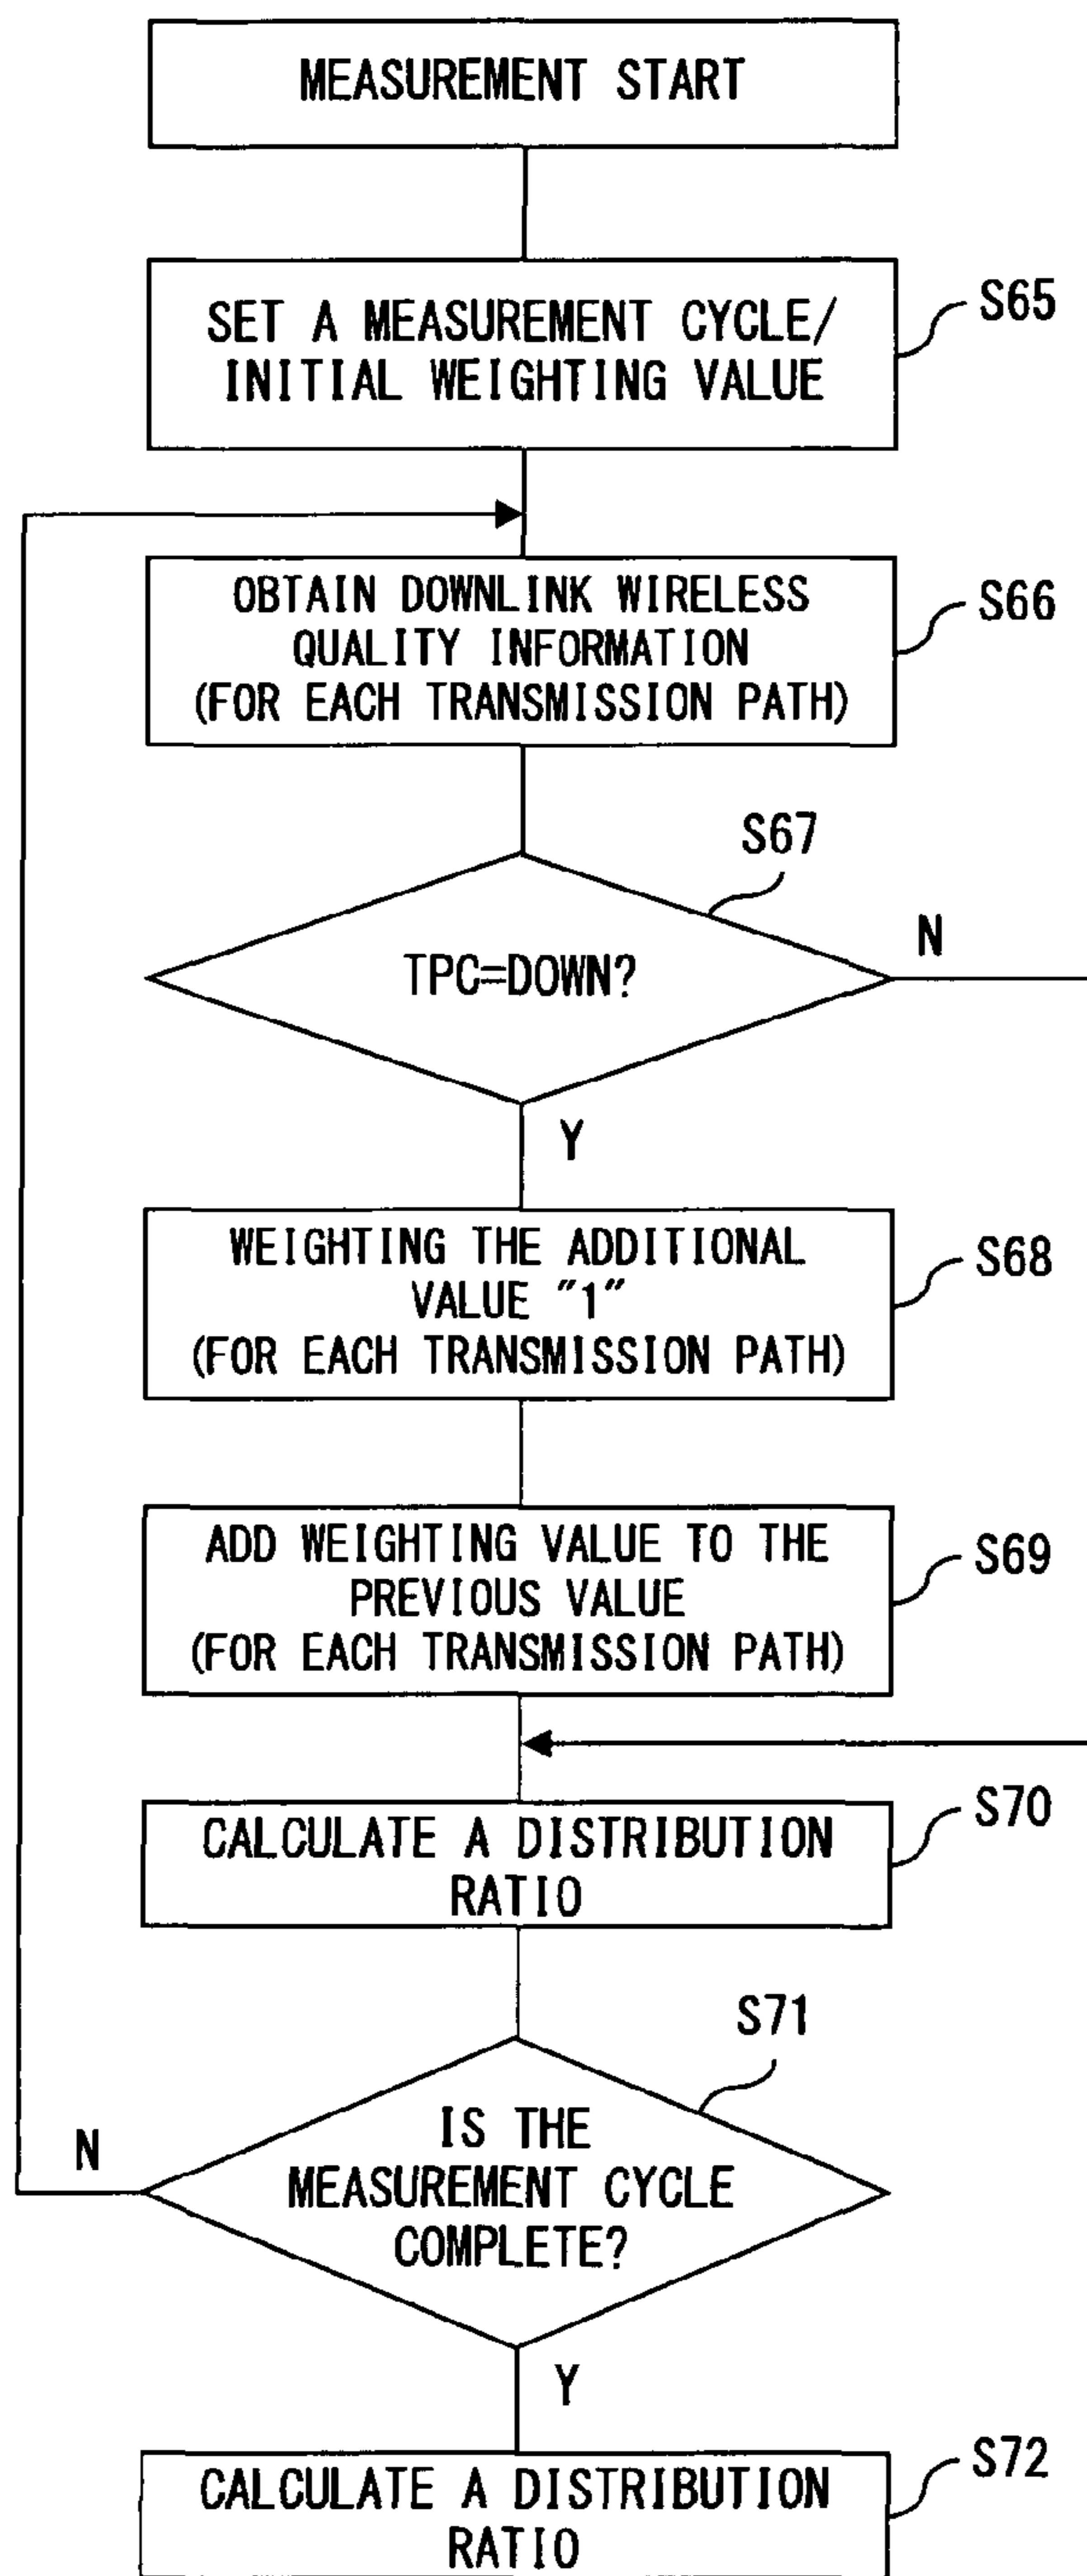 MEASUREMENT START
SET A MEASUREMENT CYCLE/
INITIAL WEIGHTING VALUE
S65
OBTAIN DOWNLINK WIRELESS
QUALITY INFORMATION
(FOR EACH TRANSMISSION PATH)
S66
S67
TPC=DOWN?
N
Y
WEIGHTING THE ADDITIONAL
VALUE "1"
(FOR EACH TRANSMISSION PATH)
S68
ADD WEIGHTING VALUE TO THE
PREVIOUS VALUE
(FOR EACH TRANSMISSION PATH)
S69
CALCULATE A DISTRIBUTION
RATIO
S70
S71
IS THE
MEASUREMENT CYCLE
COMPLETE?
N
Y
CALCULATE A DISTRIBUTION
RATIO
S72